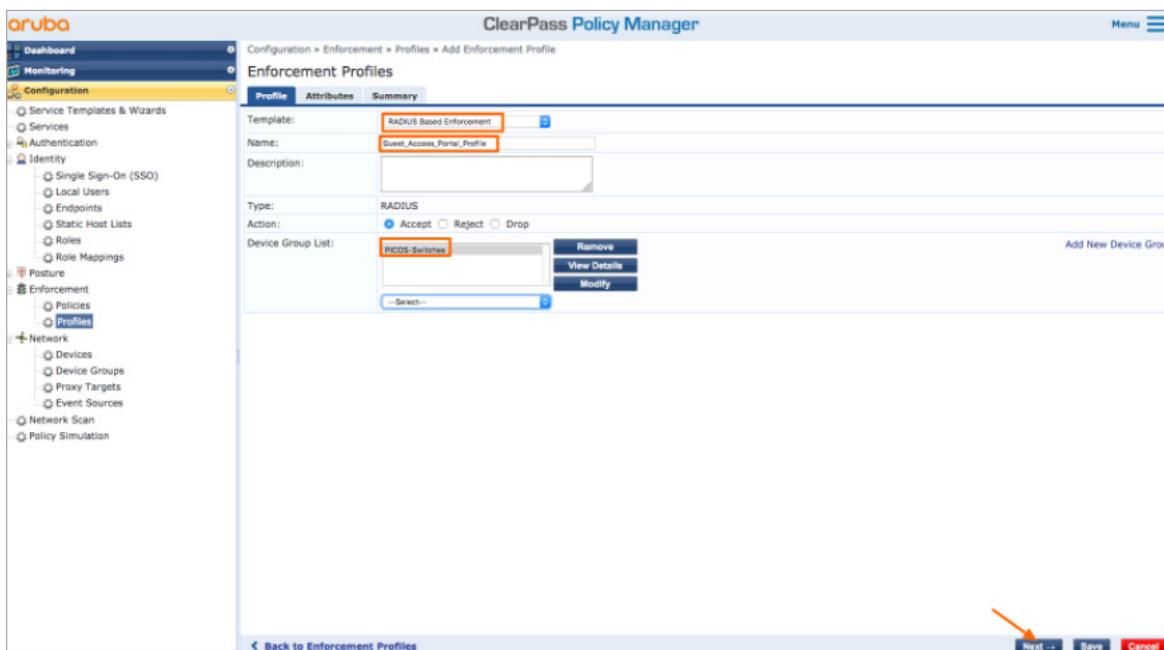 aruba
ClearPass Policy Manager
Menu
Dashboard
Monitoring
Configuration
Service Templates & Wizards
Services
Authentication
Identity
Single Sign-On (SSO)
Local Users
Endpoints
Static Host Lists
Roles
Role Mappings
Posture
Enforcement
Policies
Profiles
Network
Devices
Device Groups
Proxy Targets
Event Sources
Network Scan
Policy Simulation
Configuration » Enforcement » Profiles » Add Enforcement Profile
Enforcement Profiles
Profile Attributes Summary
Template: RADIUS Based Enforcement
Name: Guest_Access_Portal_Profile
Description:
Type: RADIUS
Action: Accept Reject Drop
Device Group List: PICOS-Switches
Remove
View Details
Modify
Add New Device Grou
--Select--
Back to Enforcement Profiles
Next → Save Cancel